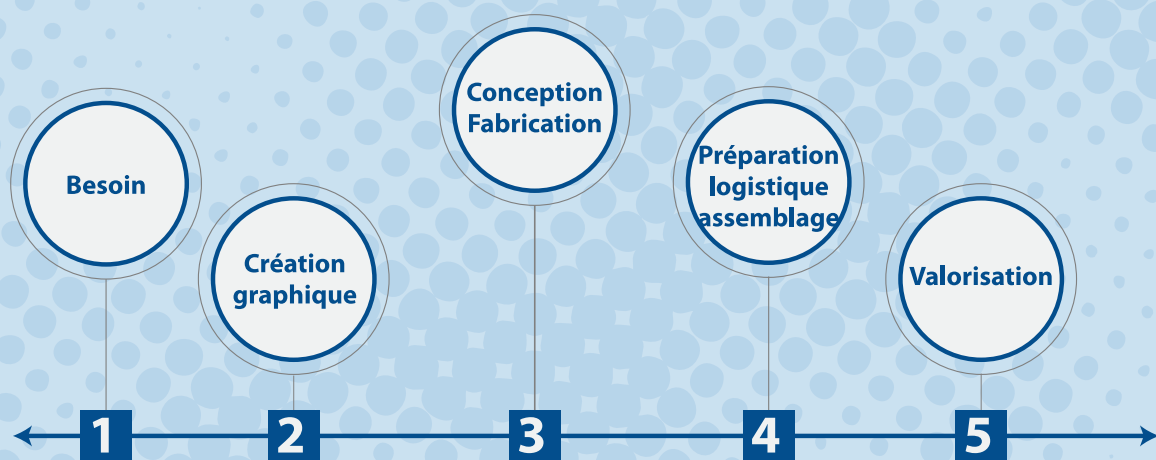 Besoin
Création
graphique
Conception
Fabrication
Préparation
logistique
assemblage
Valorisation
1
2
3
4
5